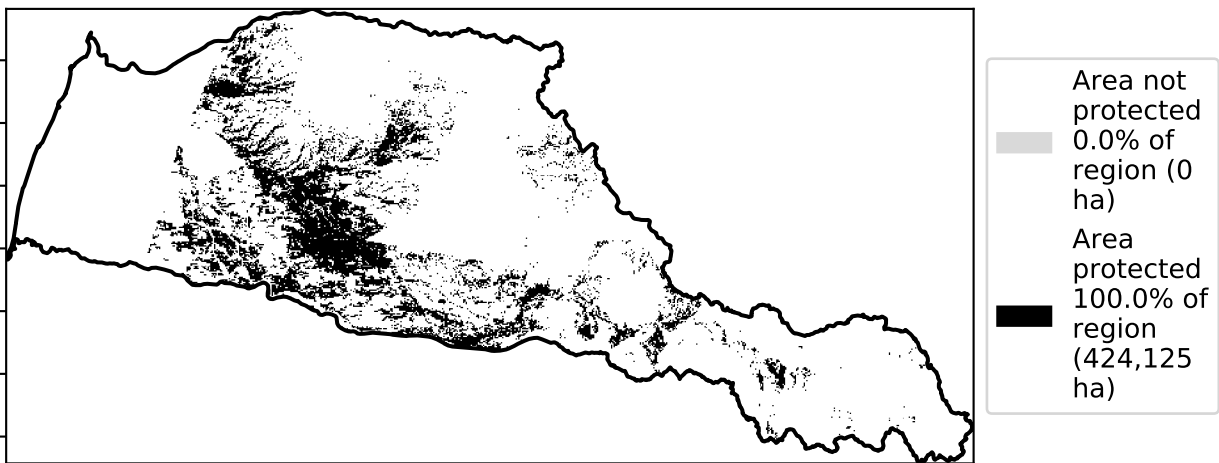 Area not
protected
0.0% of
region (0
ha)
Area
protected
100.0% of
region
(424,125
ha)